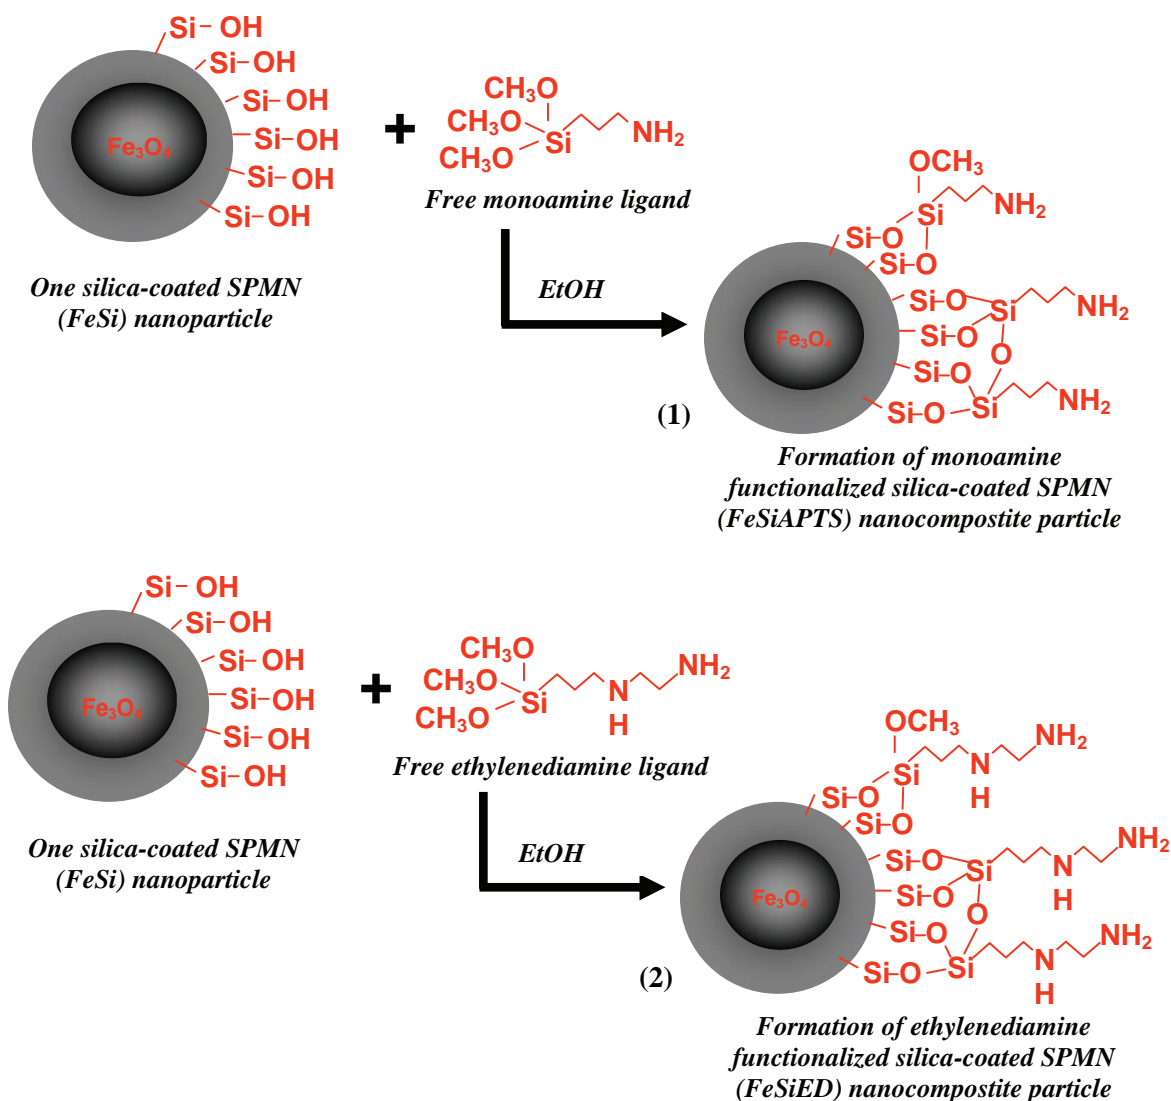 Si– OH
Si–OH
Si–OH
Si–OH
Si–OH
Si–OH
Fe₃O₄
+
CH₃O
CH₃O
CH₃O
Si
NH₂
Free monoamine ligand
One silica-coated SPMN
(FeSi) nanoparticle
EtOH
OCH₃
Si
NH₂
Si–O
Si–O
Si–O
Si
NH₂
Si–O
O
Si–O
Si
NH₂
Si–O
Fe₃O₄
(1)
Formation of monoamine
functionalized silica-coated SPMN
(FeSiAPTS) nanocompostite particle
Si– OH
Si–OH
Si–OH
Si–OH
Si–OH
Si–OH
Fe₃O₄
+
CH₃O
CH₃O
CH₃O
Si
N
H
NH₂
Free ethylenediamine ligand
One silica-coated SPMN
(FeSi) nanoparticle
EtOH
OCH₃
Si
N
H
NH₂
Si–O
Si–O
Si–O
Si
N
H
NH₂
Si–O
O
Si–O
Si
N
H
NH₂
Si–O
Fe₃O₄
(2)
Formation of ethylenediamine
functionalized silica-coated SPMN
(FeSiED) nanocompostite particle